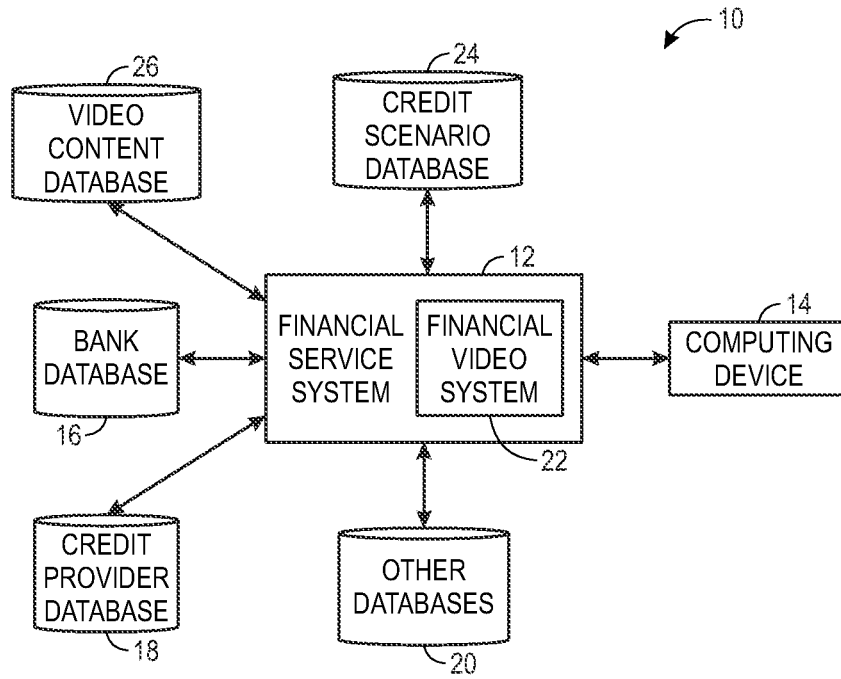 10
26
VIDEO
CONTENT
DATABASE
24
CREDIT
SCENARIO
DATABASE
12
FINANCIAL
SERVICE
SYSTEM
FINANCIAL
VIDEO
SYSTEM
22
14
COMPUTING
DEVICE
BANK
DATABASE
16
CREDIT
PROVIDER
DATABASE
18
OTHER
DATABASES
20